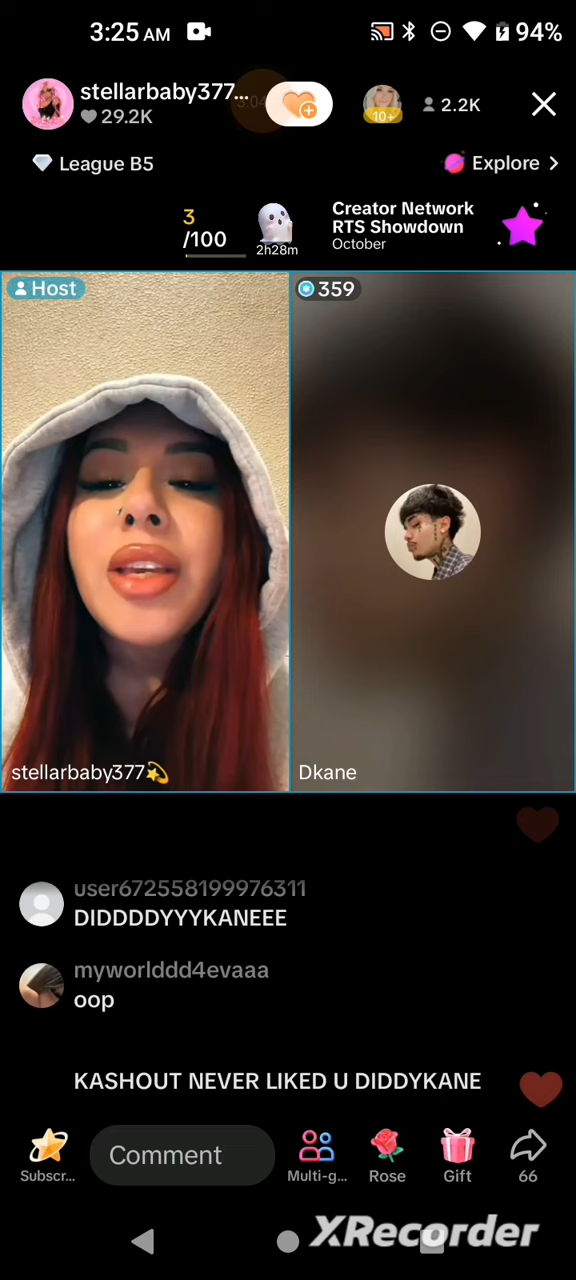 3:25 AM
94%
stellarbaby377...
29.2K
10+
2.2K
League B5
Explore
3
/100
2h28m
Creator Network
RTS Showdown
October
Host
359
stellarbaby377💫
Dkane
user672558199976311
DIDDDDYYYKANEEE
myworlddd4evaaa
oop
KASHOUT NEVER LIKED U DIDDYKANE
Subscr...
Comment
Multi-g...
Rose
Gift
66
XRecorder